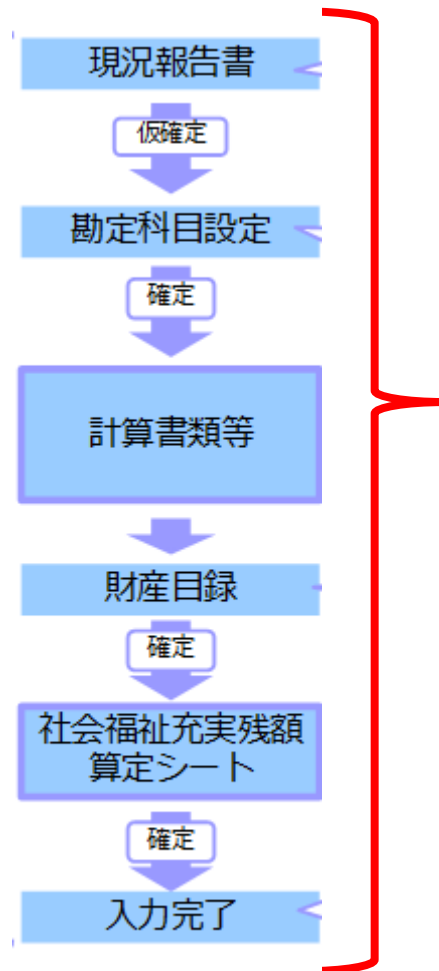 現況報告書
仮確定
勘定科目設定
確定
計算書類等
財産目録
確定
社会福祉充実残額
算定シート
確定
入力完了